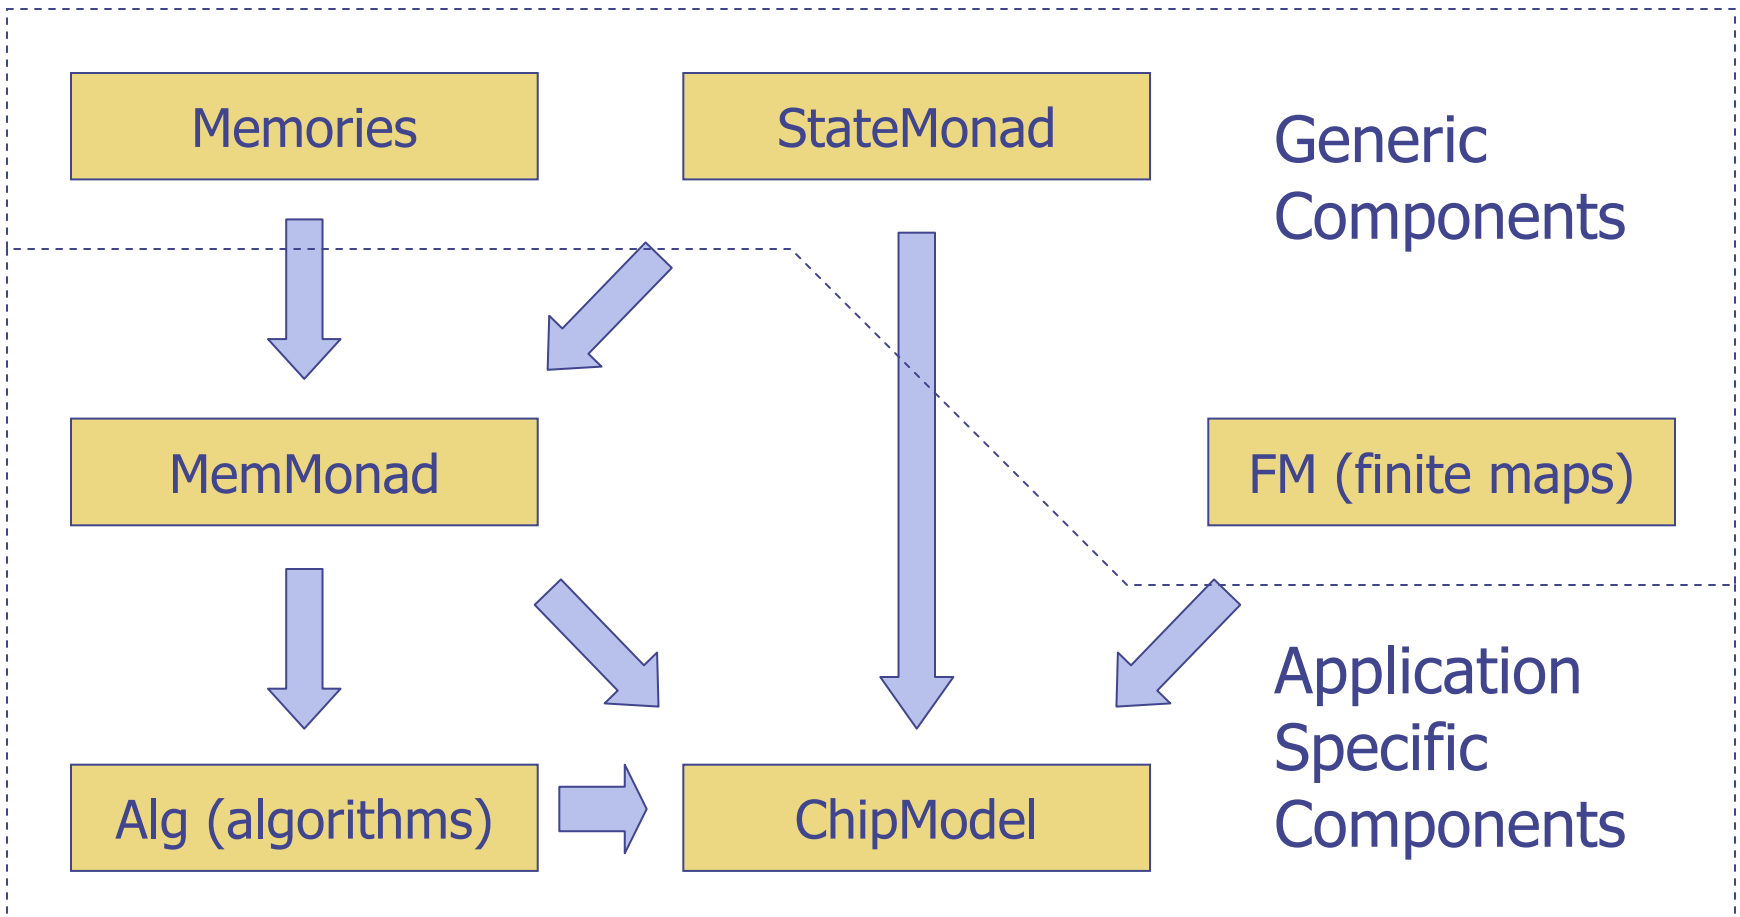 Memories
StateMonad
Generic
Components
MemMonad
FM (finite maps)
Application
Specific
Components
Alg (algorithms)
ChipModel